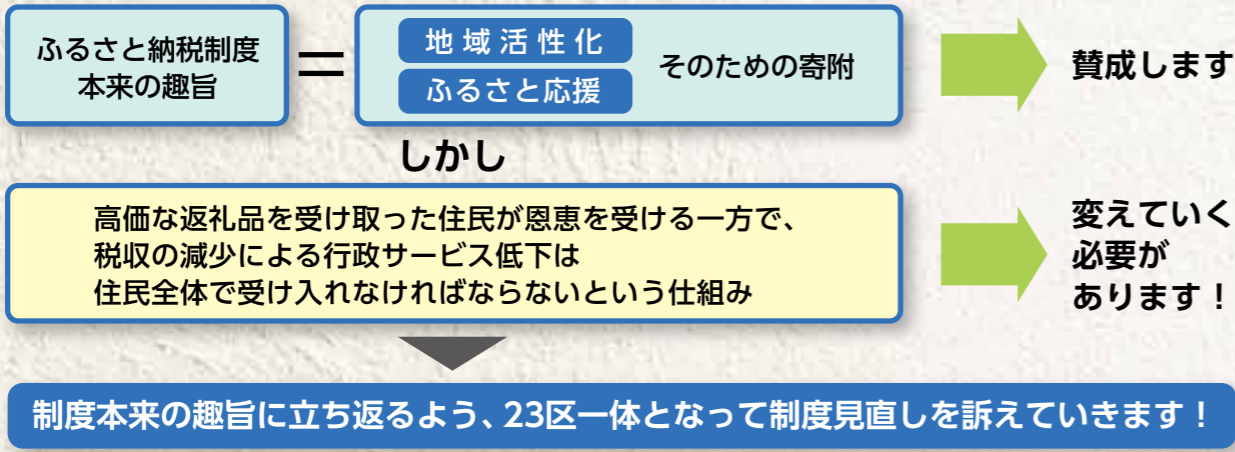 ふるさと納税制度
本来の趣旨
＝
地域活性化
ふるさと応援
そのための寄附
賛成します
しかし
高価な返礼品を受け取った住民が恩恵を受ける一方で、
税収の減少による行政サービス低下は
住民全体で受け入れなければならないという仕組み
変えていく
必要が
あります！
制度本来の趣旨に立ち返るよう、23区一体となって制度見直しを訴えていきます！